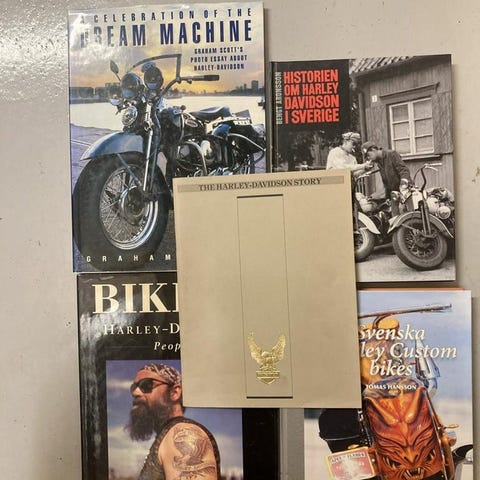 A CELEBRATION OF THE
DREAM MACHINE
GRAHAM SCOTT'S
PHOTO ESSAY ABOUT
HARLEY-DAVIDSON
GRAHAM
BENGT ARONSSON
HISTORIEN
OM HARLEY
DAVIDSON
I SVERIGE
THE HARLEY-DAVIDSON STORY
BIKE
HARLEY-D
Peop
Svenska
ley Custom
bikes
TOMAS HANSSON